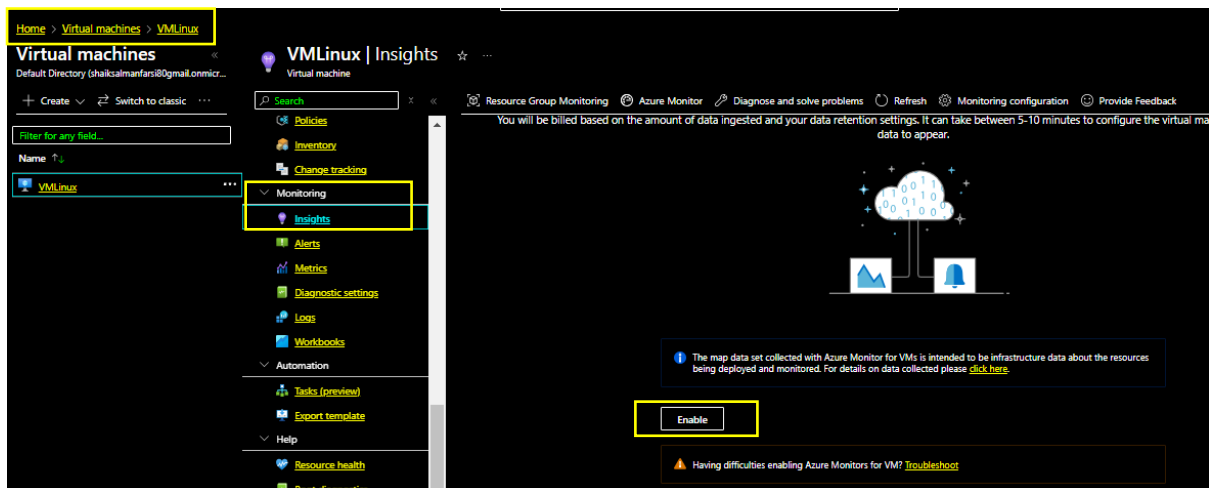 Home > Virtual machines > VMLinux
Virtual machines
Default Directory (shaiksalmanfarsi80gmail.onmicr...
Create
Switch to classic
Filter for any field...
Name
VMLinux
VMLinux | Insights
Virtual machine
Search
Policies
Inventory
Change tracking
Monitoring
Insights
Alerts
Metrics
Diagnostic settings
Logs
Workbooks
Automation
Tasks (preview)
Export template
Help
Resource health
Resource Group Monitoring Azure Monitor Diagnose and solve problems Refresh Monitoring configuration Provide Feedback
You will be billed based on the amount of data ingested and your data retention settings. It can take between 5-10 minutes to configure the virtual ma
data to appear.
The map data set collected with Azure Monitor for VMs is intended to be infrastructure data about the resources
being deployed and monitored. For details on data collected please click here.
Enable
Having difficulties enabling Azure Monitors for VM? Troubleshoot